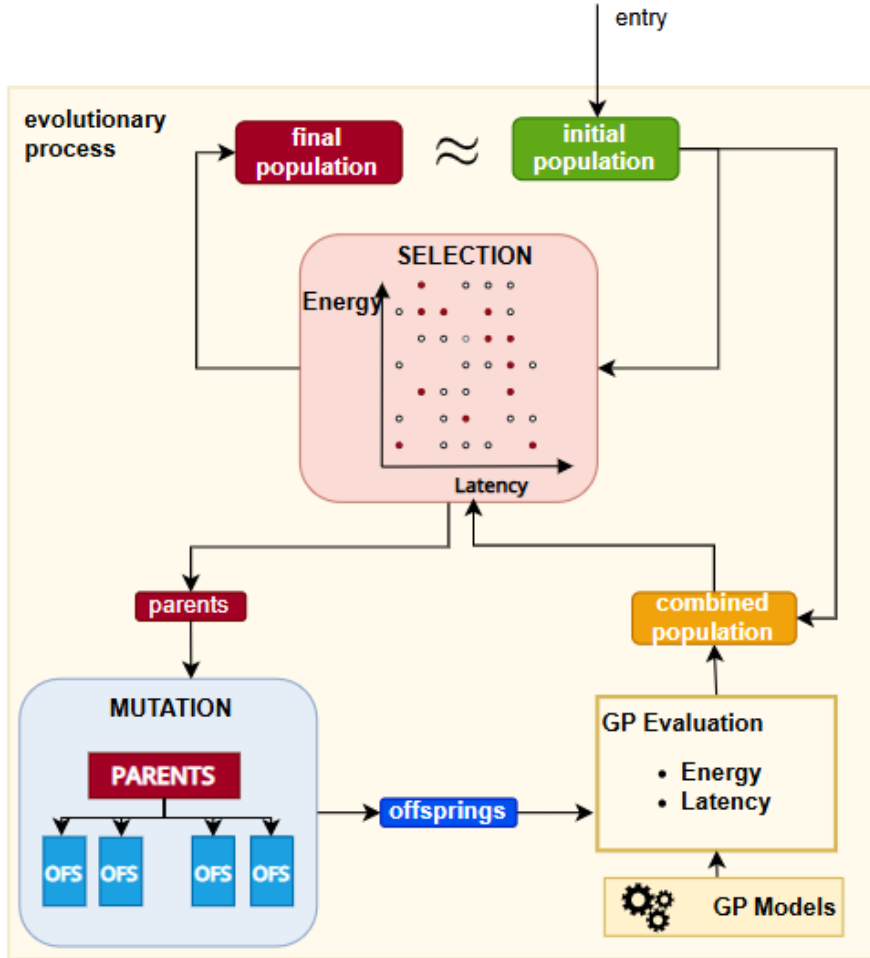 entry
evolutionary
process
final
population
≈
initial
population
SELECTION
Energy
Latency
parents
combined
population
MUTATION
PARENTS
OFS
OFS
OFS
OFS
offsprings
GP Evaluation
• Energy
• Latency
GP Models